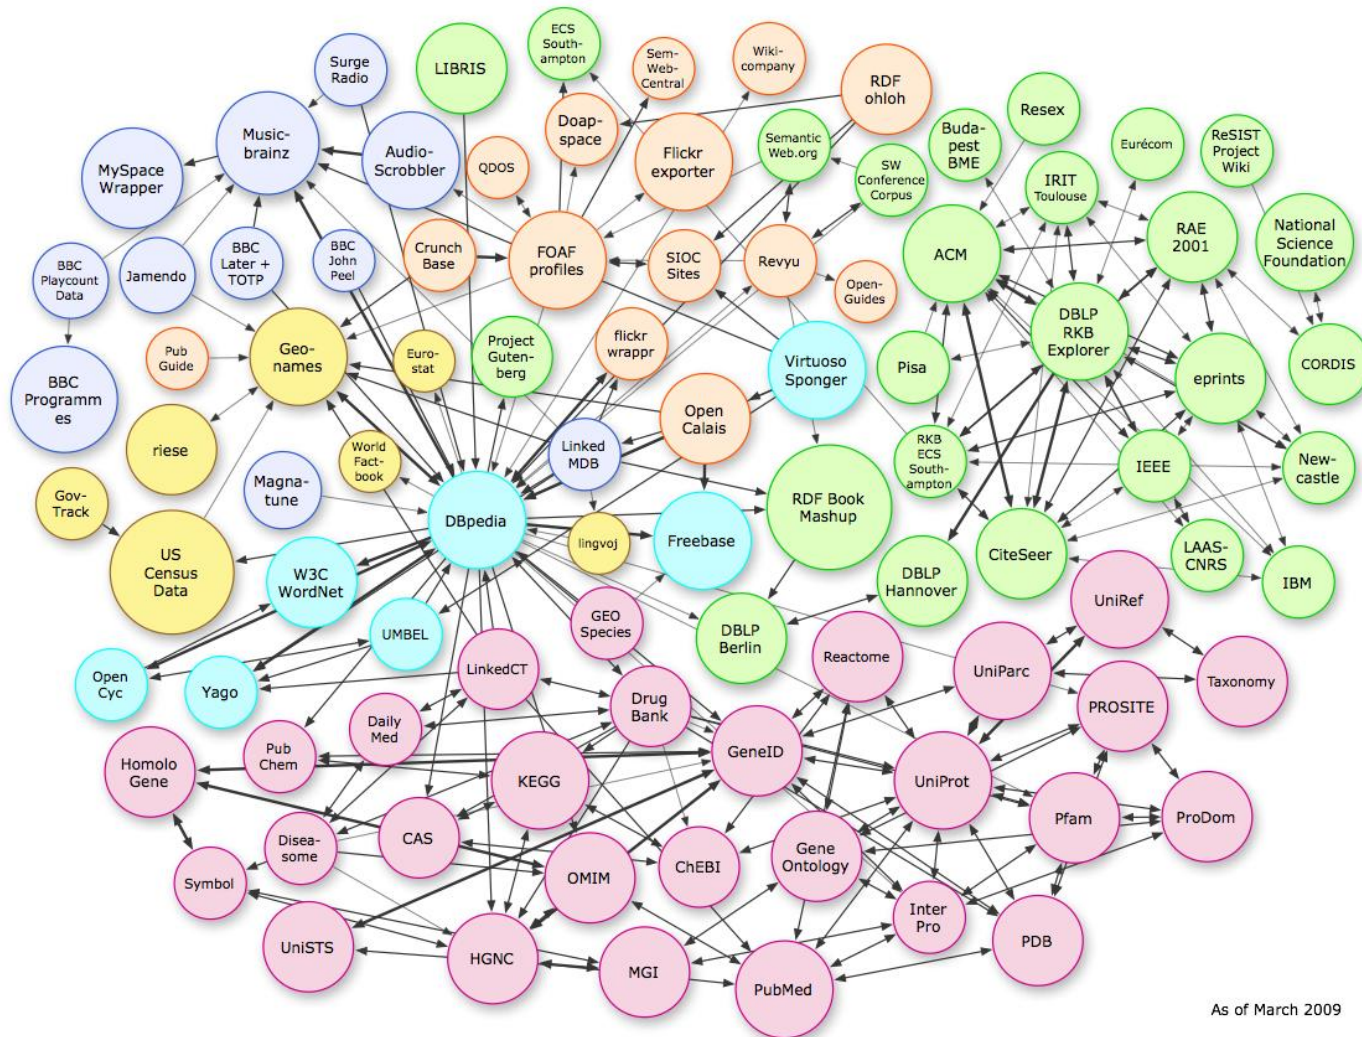 ECS
South-
ampton
Surge
Radio
LIBRIS
Sem-
Web-
Central
Wiki-
company
RDF
ohloh
Doap-
space
Music-
brainz
Audio-
Scrobbler
MySpace
Wrapper
QDOS
Flickr
exporter
Semantic
Web.org
SW
Conference
Corpus
Buda-
pest
BME
Resex
Eurécom
ReSIST
Project
Wiki
IRIT
Toulouse
RAE
2001
National
Science
Foundation
ACM
BBC
Playcount
Data
Jamendo
BBC
Later +
TOTP
BBC
John
Peel
Crunch
Base
FOAF
profiles
SIOC
Sites
Revyu
Open-
Guides
DBLP
RKB
Explorer
Pub
Guide
Geo-
names
Euro-
stat
Project
Guten-
berg
flickr
wrappr
Virtuoso
Sponger
Pisa
eprints
CORDIS
BBC
Programm
es
riese
World
Fact-
book
Linked
MDB
Open
Calais
RKB
ECS
South-
ampton
IEEE
New-
castle
Gov-
Track
Magna-
tune
DBpedia
lingvoj
Freebase
RDF Book
Mashup
CiteSeer
LAAS-
CNRS
IBM
US
Census
Data
W3C
WordNet
UMBEL
GEO
Species
DBLP
Berlin
DBLP
Hannover
UniRef
Open
Cyc
Yago
LinkedCT
Reactome
UniParc
Taxonomy
Daily
Med
Drug
Bank
PROSITE
Homolo
Gene
Pub
Chem
KEGG
GeneID
UniProt
Pfam
ProDom
Symbol
Disea-
some
CAS
OMIM
ChEBI
Gene
Ontology
Inter
Pro
UniSTS
HGNC
MGI
PubMed
PDB
As of March 2009